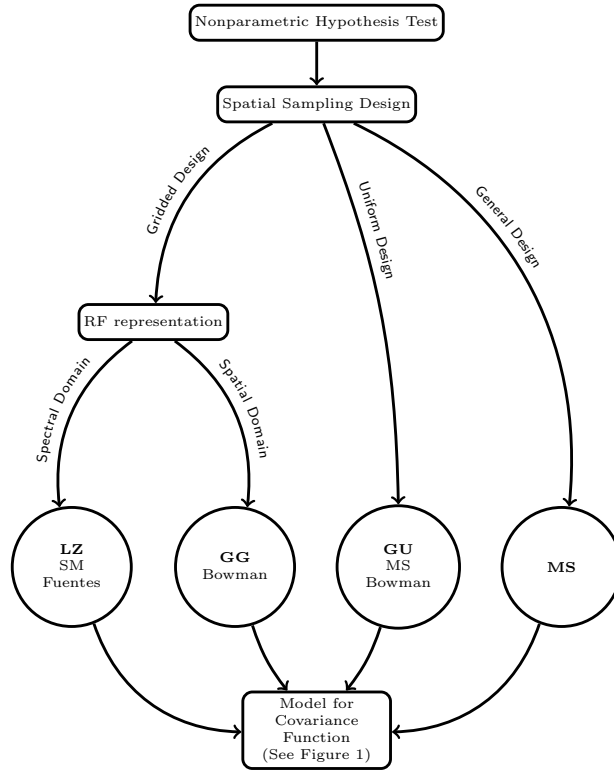 Nonparametric Hypothesis Test
Spatial Sampling Design
Gridded Design
Uniform Design
General Design
RF representation
Spectral Domain
Spatial Domain
LZ
SM
Fuentes
GG
Bowman
GU
MS
Bowman
MS
Model for
Covariance
Function
(See Figure 1)